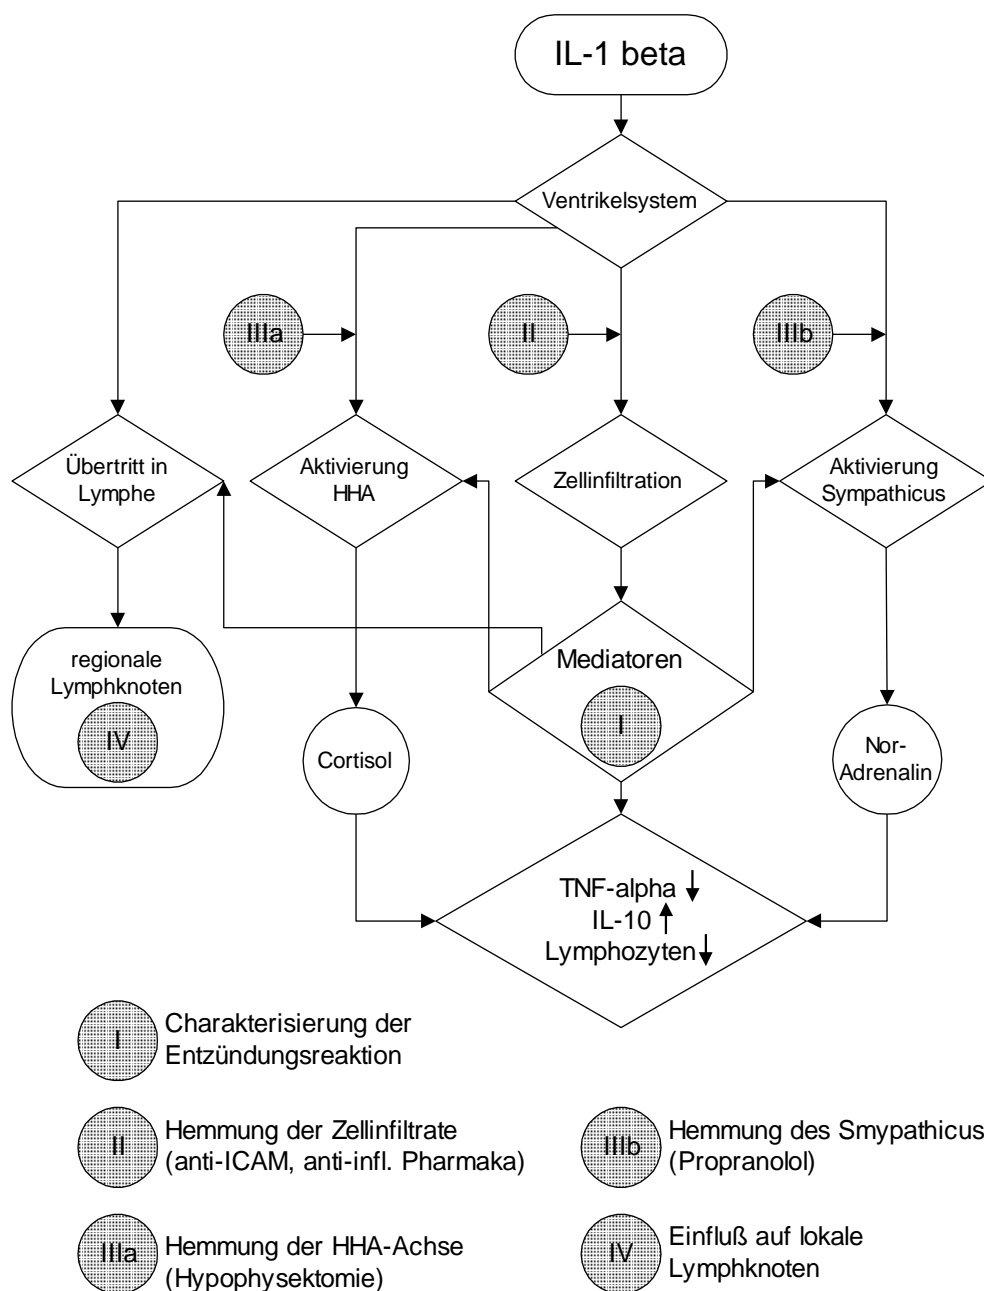 IL-1 beta
Ventrikelsystem
IIIa
II
IIIb
Übertritt in
Lymphe
Aktivierung
HHA
Zellinfiltration
Aktivierung
Sympathicus
regionale
Lymphknoten
IV
Mediatoren
I
Cortisol
Nor-
Adrenalin
TNF-alpha
IL-10
Lymphozyten
I
Charakterisierung der
Entzündungsreaktion
II
Hemmung der Zellinfiltrate
(anti-ICAM, anti-infl. Pharmaka)
IIIb
Hemmung des Smypathicus
(Propranolol)
IIIa
Hemmung der HHA-Achse
(Hypophysektomie)
IV
Einfluß auf lokale
Lymphknoten